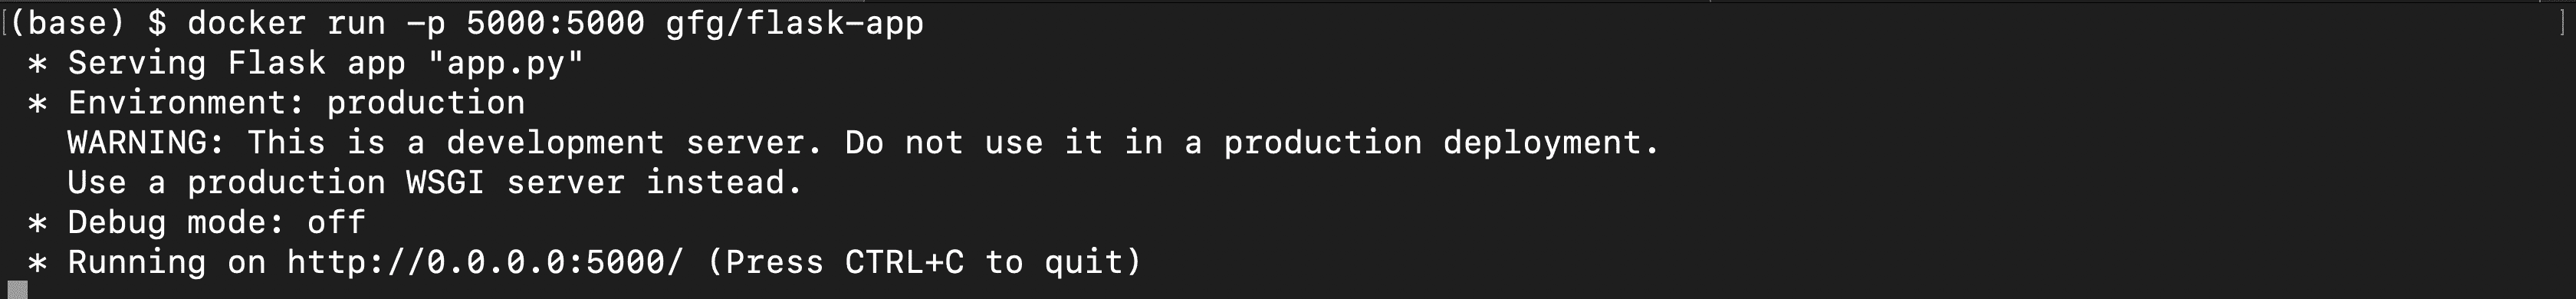 [(base) $ docker run -p 5000:5000 gfg/flask-app ]
* Serving Flask app "app.py"
* Environment: production
WARNING: This is a development server. Do not use it in a production deployment.
Use a production WSGI server instead.
* Debug mode: off
* Running on http://0.0.0.0:5000/ (Press CTRL+C to quit)